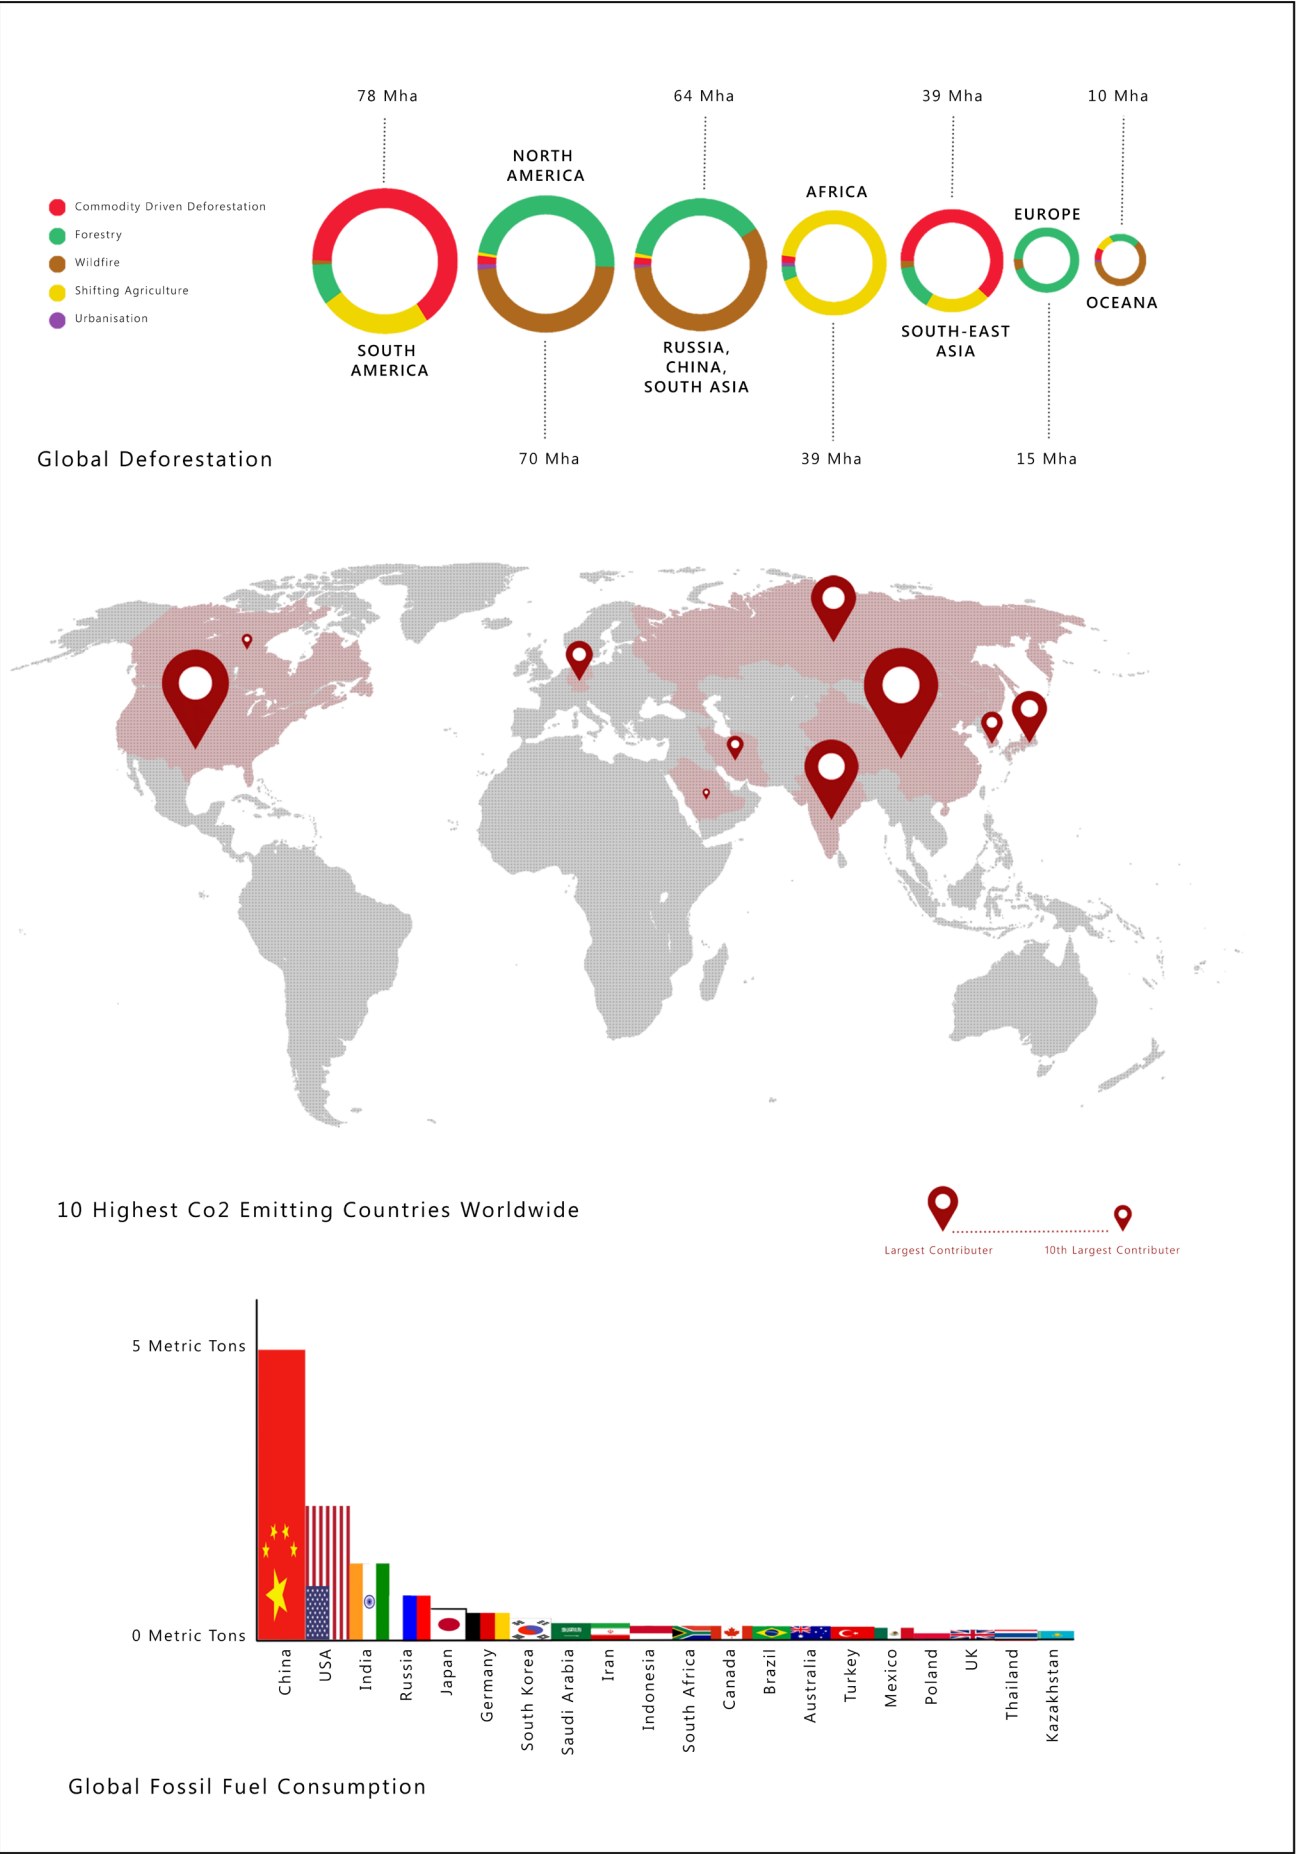 78 Mha
64 Mha
39 Mha
10 Mha
NORTH
AMERICA
AFRICA
EUROPE
Commodity Driven Deforestation
Forestry
Wildfire
Shifting Agriculture
Urbanisation
SOUTH
AMERICA
RUSSIA,
CHINA,
SOUTH ASIA
SOUTH-EAST
ASIA
OCEANA
Global Deforestation
70 Mha
39 Mha
15 Mha
10 Highest Co2 Emitting Countries Worldwide
Largest Contributer
10th Largest Contributer
5 Metric Tons
0 Metric Tons
China
USA
India
Russia
Japan
Germany
South Korea
Saudi Arabia
Iran
Indonesia
South Africa
Canada
Brazil
Australia
Turkey
Mexico
Poland
UK
Thailand
Kazakhstan
Global Fossil Fuel Consumption